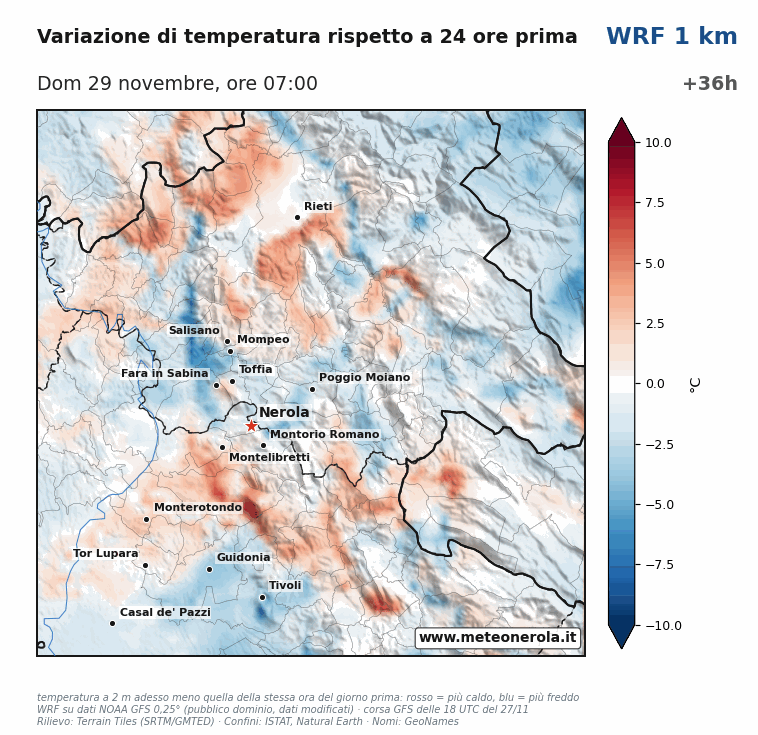 Variazione di temperatura rispetto a 24 ore prima
WRF 1 km
Dom 29 novembre, ore 07:00
+36h
Rieti
Salisano
Mompeo
Fara in Sabina
Toffia
Poggio Moiano
Nerola
Montorio Romano
Montelibretti
Monterotondo
Tor Lupara
Guidonia
Tivoli
Casal de' Pazzi
www.meteonerola.it
10.0
7.5
5.0
2.5
0.0
−2.5
−5.0
−7.5
−10.0
°C
temperatura a 2 m adesso meno quella della stessa ora del giorno prima: rosso = più caldo, blu = più freddo
WRF su dati NOAA GFS 0,25° (pubblico dominio, dati modificati) · corsa GFS delle 18 UTC del 27/11
Rilievo: Terrain Tiles (SRTM/GMTED) · Confini: ISTAT, Natural Earth · Nomi: GeoNames